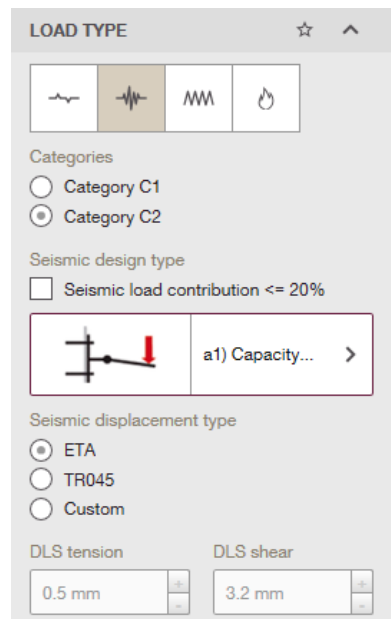 LOAD TYPE
Categories
Category C1
Category C2
Seismic design type
Seismic load contribution <= 20%
a1) Capacity...
Seismic displacement type
ETA
TR045
Custom
DLS tension DLS shear
0.5 mm + - 3.2 mm + -